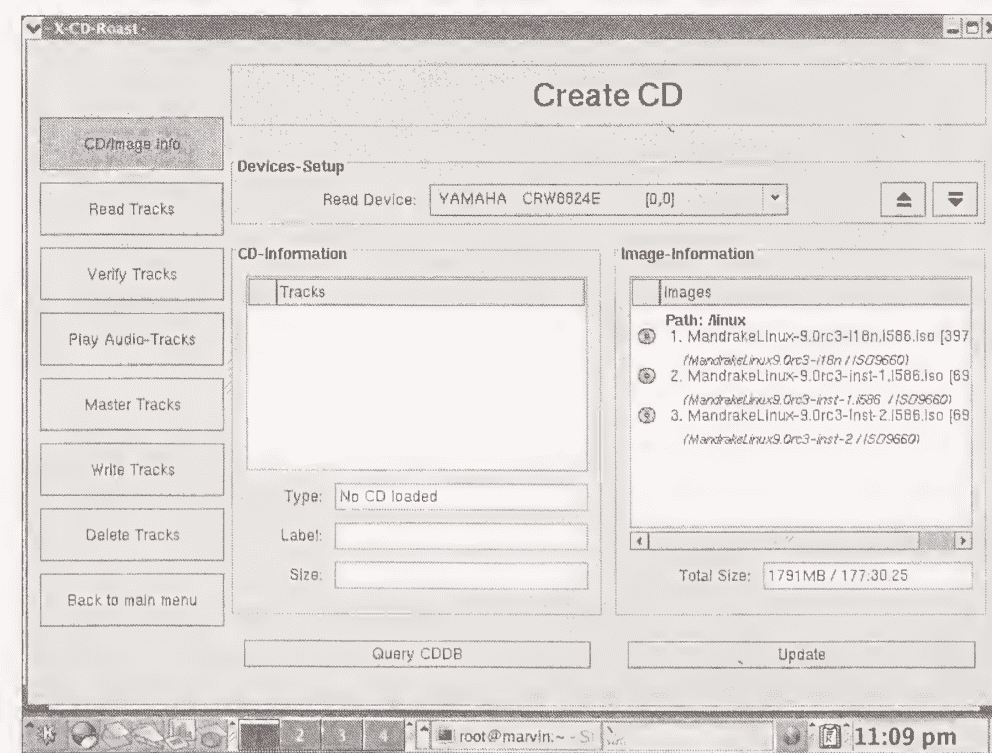 X-CD-Roast
Create CD
CD/Image Info
Read Tracks
Verify Tracks
Play Audio-Tracks
Master Tracks
Write Tracks
Delete Tracks
Back to main menu
Devices-Setup
Read Device: YAMAHA CRW8824E [0,0]
CD-Information
Tracks
Type: No CD loaded
Label:
Size:
Query CDDB
Image-Information
Images
Path: /linux
1. MandrakeLinux-9.0rc3-i18n.i586.iso [397
(MandrakeLinux9.0rc3-i18n / ISO9660)
2. MandrakeLinux-9.0rc3-inst-1.i586.iso [69
(MandrakeLinux9.0rc3-inst-1.i586 / ISO9660)
3. MandrakeLinux-9.0rc3-inst-2.i586.iso [69
(MandrakeLinux9.0rc3-inst-2 / ISO9660)
Total Size: 1791MB / 177:30.25
Update
1 2 3 4
root@marvin:~ - S
11:09 pm